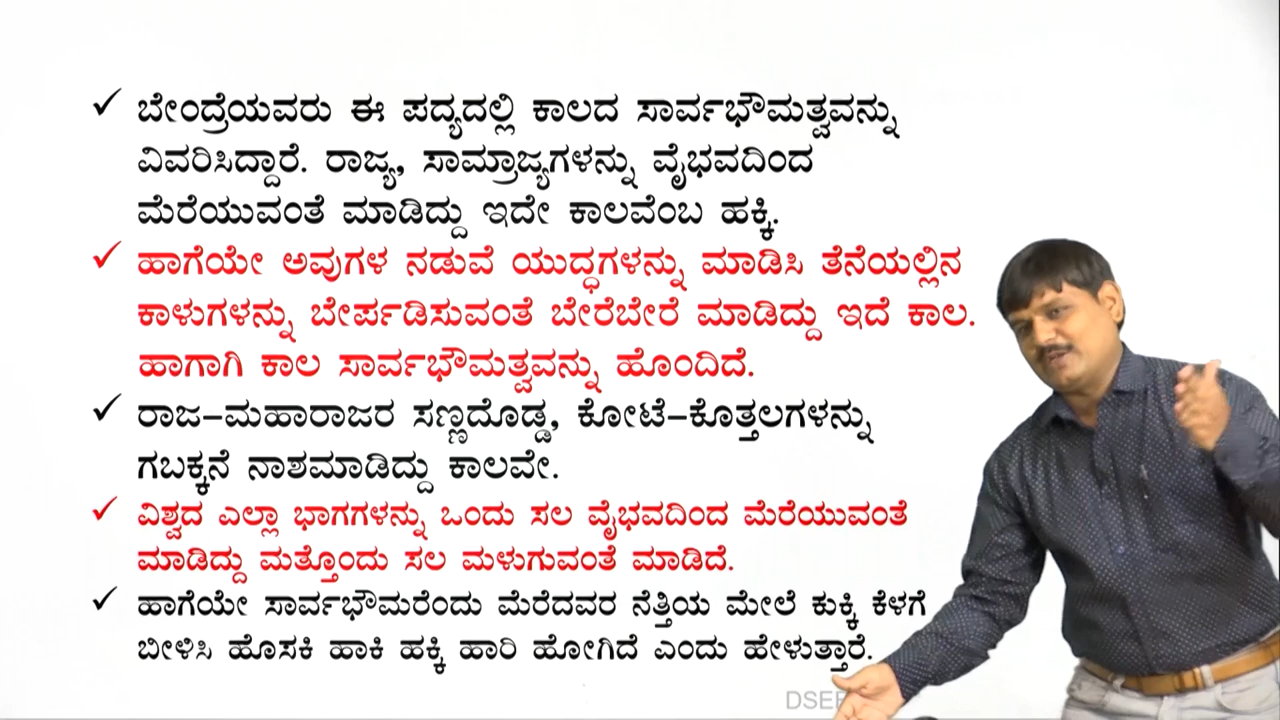 ✓ ಬೇಂದ್ರೆಯವರು ಈ ಪದ್ಯದಲ್ಲಿ ಕಾಲದ ಸಾರ್ವಭೌಮತ್ವವನ್ನು
ವಿವರಿಸಿದ್ದಾರೆ. ರಾಜ್ಯ, ಸಾಮ್ರಾಜ್ಯಗಳನ್ನು ವೈಭವದಿಂದ
ಮೆರೆಯುವಂತೆ ಮಾಡಿದ್ದು ಇದೇ ಕಾಲವೆಂಬ ಹಕ್ಕಿ.
✓ ಹಾಗೆಯೇ ಅವುಗಳ ನಡುವೆ ಯುದ್ಧಗಳನ್ನು ಮಾಡಿಸಿ ತೆನೆಯಲ್ಲಿನ
ಕಾಳುಗಳನ್ನು ಬೇರ್ಪಡಿಸುವಂತೆ ಬೇರೆಬೇರೆ ಮಾಡಿದ್ದು ಇದೆ ಕಾಲ.
ಹಾಗಾಗಿ ಕಾಲ ಸಾರ್ವಭೌಮತ್ವವನ್ನು ಹೊಂದಿದೆ.
✓ ರಾಜ–ಮಹಾರಾಜರ ಸಣ್ಣದೊಡ್ಡ, ಕೋಟೆ–ಕೊತ್ತಲಗಳನ್ನು
ಗಬಕ್ಕನೆ ನಾಶಮಾಡಿದ್ದು ಕಾಲವೇ.
✓ ವಿಶ್ವದ ಎಲ್ಲಾ ಭಾಗಗಳನ್ನು ಒಂದು ಸಲ ವೈಭವದಿಂದ ಮೆರೆಯುವಂತೆ
ಮಾಡಿದ್ದು ಮತ್ತೊಂದು ಸಲ ಮಳುಗುವಂತೆ ಮಾಡಿದೆ.
✓ ಹಾಗೆಯೇ ಸಾರ್ವಭೌಮರೆಂದು ಮೆರೆದವರ ನೆತ್ತಿಯ ಮೇಲೆ ಕುಕ್ಕಿ ಕೆಳಗೆ
ಬೀಳಿಸಿ ಹೊಸಕಿ ಹಾಕಿ ಹಕ್ಕಿ ಹಾರಿ ಹೋಗಿದೆ ಎಂದು ಹೇಳುತ್ತಾರೆ.